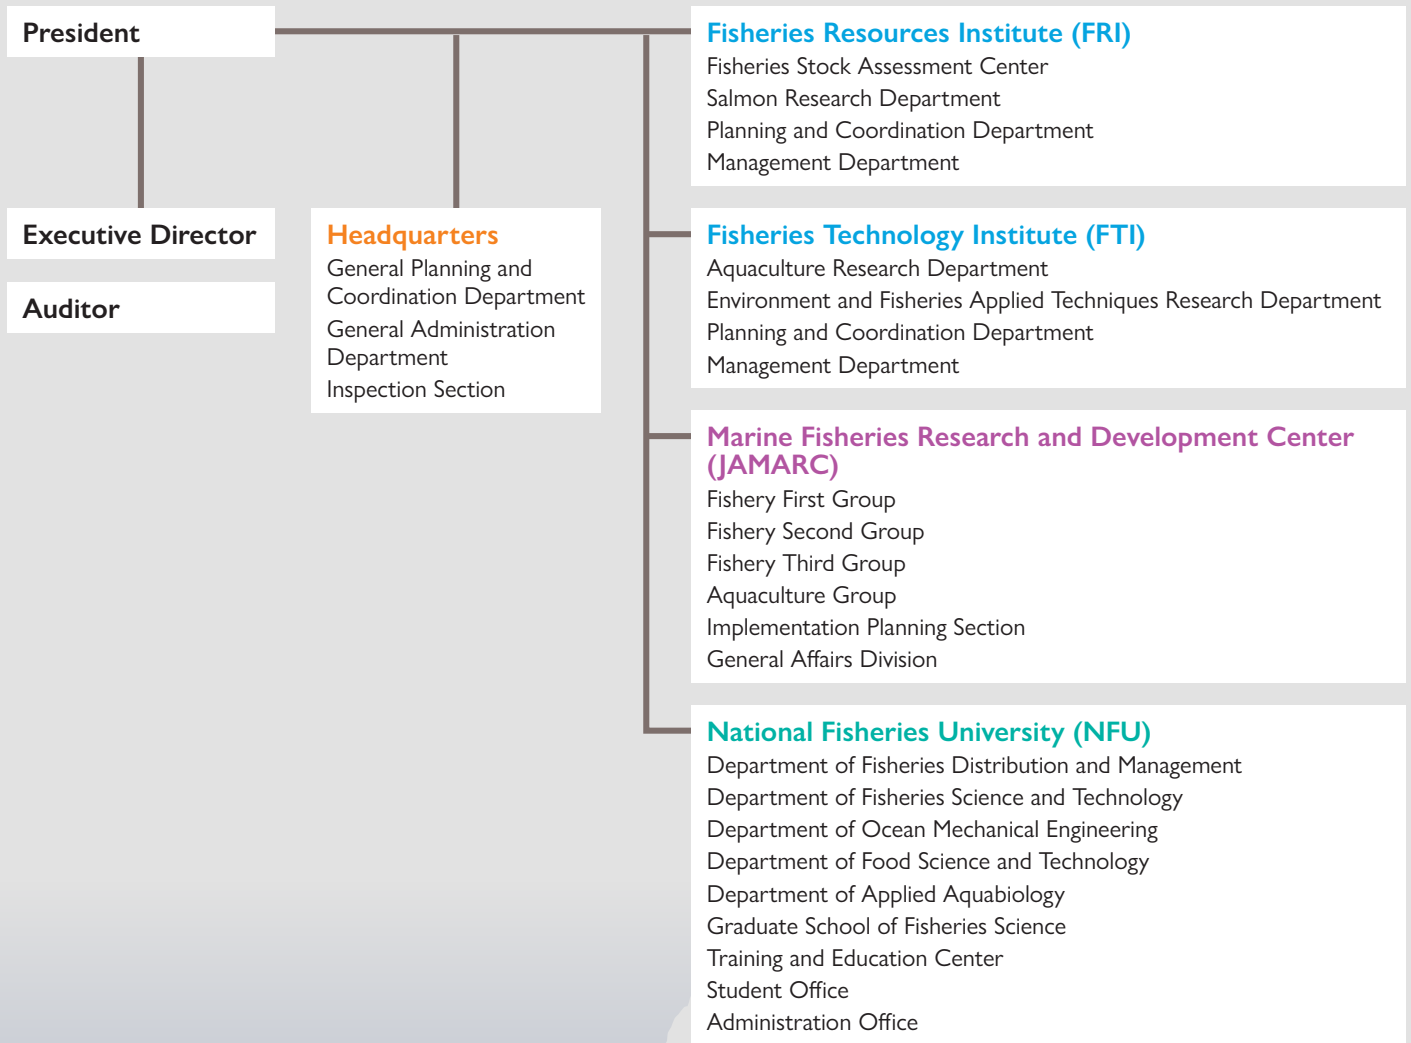 President
Executive Director
Auditor
Headquarters
General Planning and
Coordination Department
General Administration
Department
Inspection Section
Fisheries Resources Institute (FRI)
Fisheries Stock Assessment Center
Salmon Research Department
Planning and Coordination Department
Management Department
Fisheries Technology Institute (FTI)
Aquaculture Research Department
Environment and Fisheries Applied Techniques Research Department
Planning and Coordination Department
Management Department
Marine Fisheries Research and Development Center
(JAMARC)
Fishery First Group
Fishery Second Group
Fishery Third Group
Aquaculture Group
Implementation Planning Section
General Affairs Division
National Fisheries University (NFU)
Department of Fisheries Distribution and Management
Department of Fisheries Science and Technology
Department of Ocean Mechanical Engineering
Department of Food Science and Technology
Department of Applied Aquabiology
Graduate School of Fisheries Science
Training and Education Center
Student Office
Administration Office